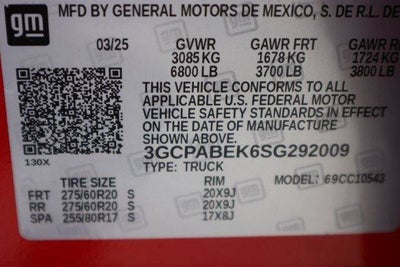 gm
MFD BY GENERAL MOTORS DE MEXICO, S. DE R.L. DE
03/25 GVWR GAWR FRT GAWR
3085 KG 1678 KG 1724
6800 LB 3700 LB 3800 LB
THIS VEHICLE CONFORMS TO ALL
APPLICABLE U.S. FEDERAL MOTOR
VEHICLE SAFETY STANDARDS IN EFFECT
ON THE DATE OF MANUFACTURE
SHOWN ABOVE.
130X
3GCPABEK6SG292009
TYPE: TRUCK
TIRE SIZE RIM MODEL: 69CC10543
FRT 275/60R20 S 20X9J
RR 275/60R20 S 20X9J
SPA 255/80R17 S 17X8J